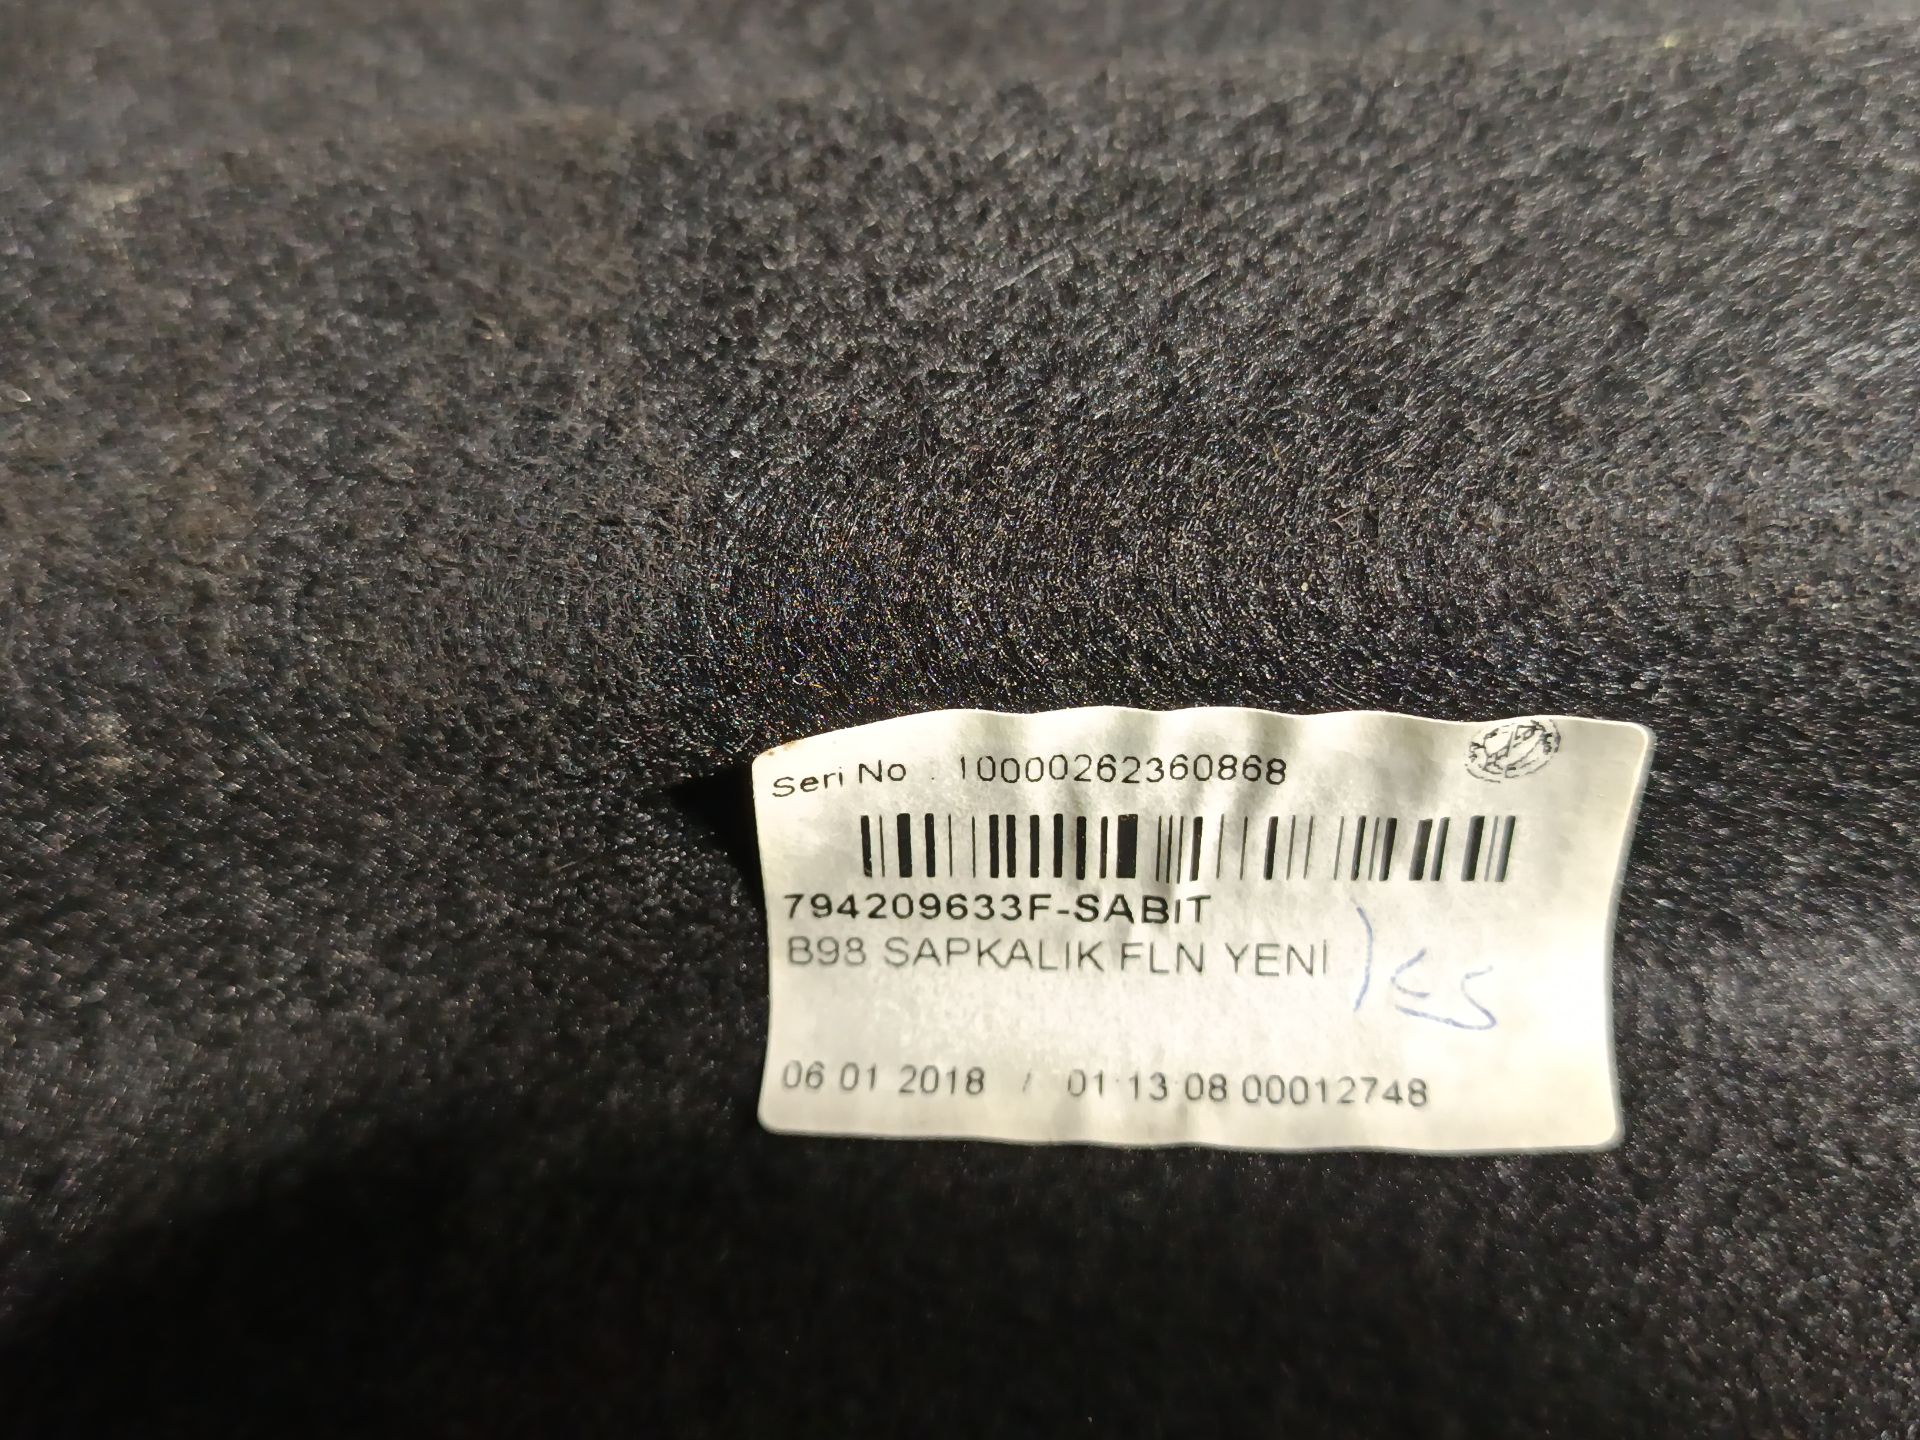 Seri No : 10000262360868
794209633F-SABIT
B98 SAPKALIK FLN YENİ
06 01 2018 / 01 13 08 00012748